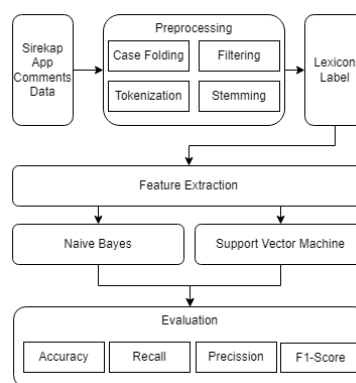 Sirekap
App
Comments
Data
Preprocessing
Case Folding
Filtering
Tokenization
Stemming
Lexicon
Label
Feature Extraction
Naive Bayes
Support Vector Machine
Evaluation
Accuracy
Recall
Precission
F1-Score